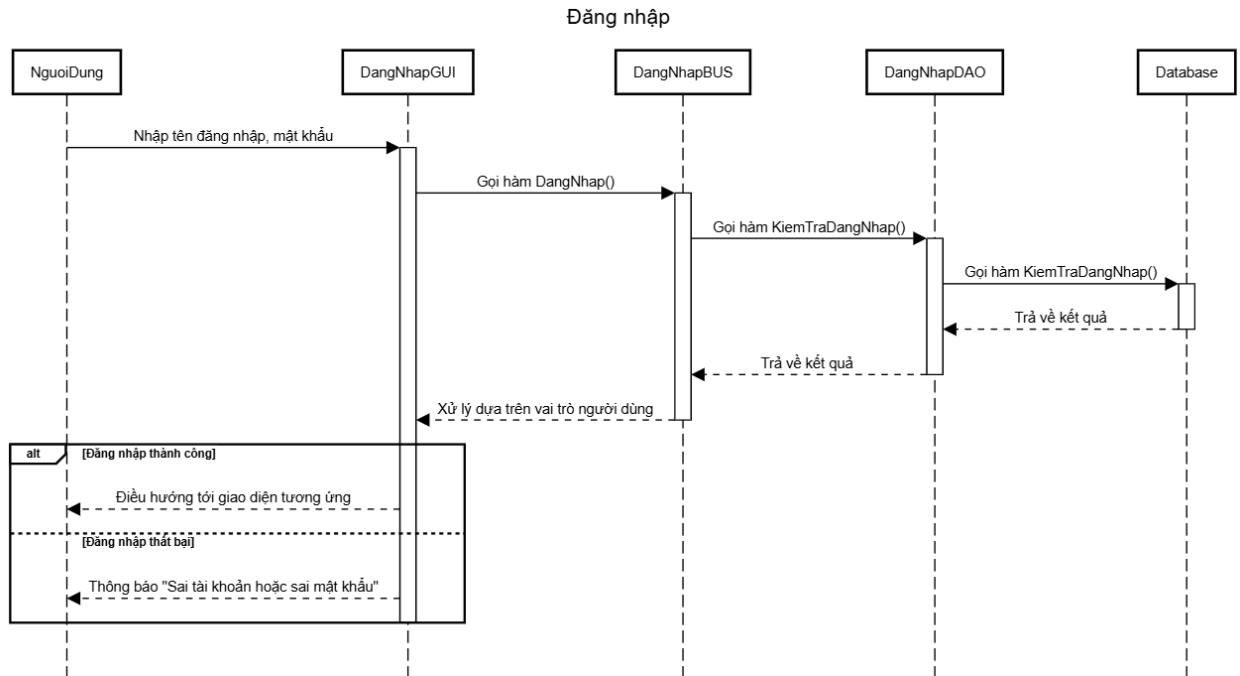 Đăng nhập
NguoiDung
DangNhapGUI
DangNhapBUS
DangNhapDAO
Database
Nhập tên đăng nhập, mật khẩu
Gọi hàm DangNhap()
Gọi hàm KiemTraDangNhap()
Gọi hàm KiemTraDangNhap()
Trả về kết quả
Trả về kết quả
Xử lý dựa trên vai trò người dùng
alt
[Đăng nhập thành công]
Điều hướng tới giao diện tương ứng
[Đăng nhập thất bại]
Thông báo "Sai tài khoản hoặc sai mật khẩu"